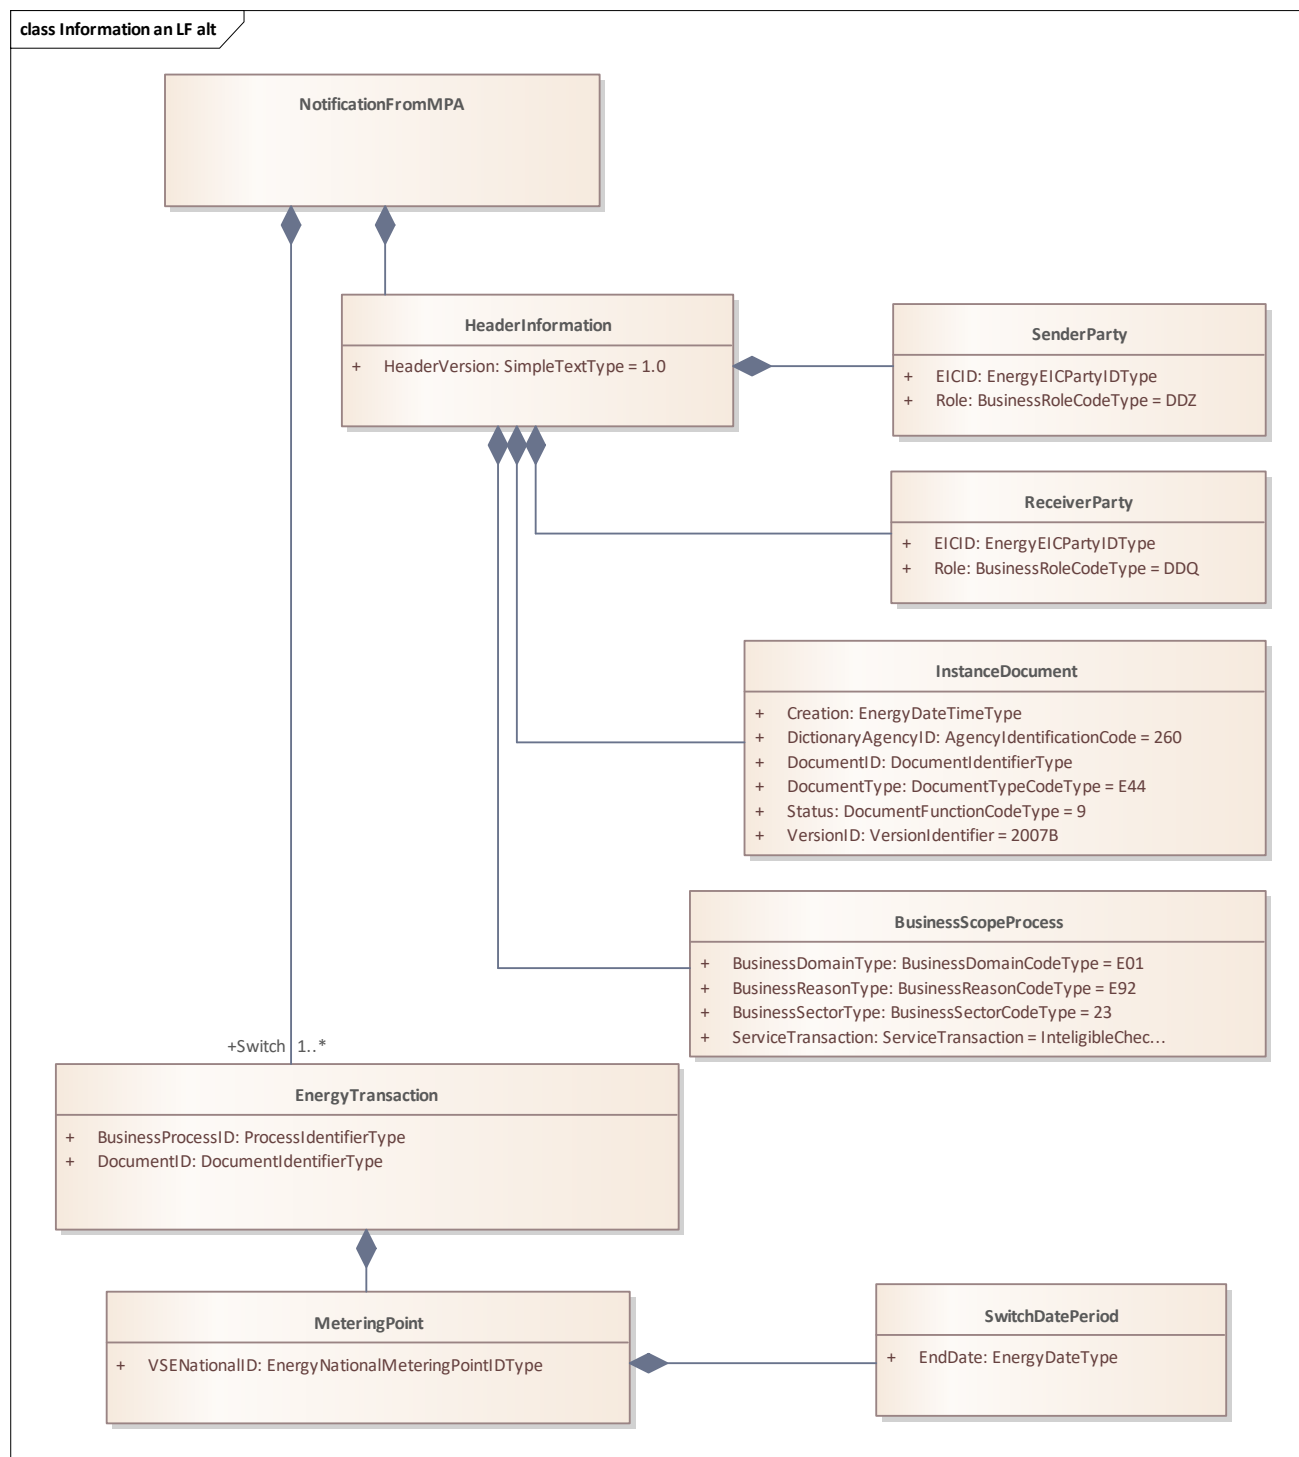 class Information an LF alt
NotificationFromMPA
HeaderInformation
+ HeaderVersion: SimpleTextType = 1.0
SenderParty
+ EICID: EnergyEICPartyIDType
+ Role: BusinessRoleCodeType = DDZ
ReceiverParty
+ EICID: EnergyEICPartyIDType
+ Role: BusinessRoleCodeType = DDQ
InstanceDocument
+ Creation: EnergyDateTimeType
+ DictionaryAgencyID: AgencyIdentificationCode = 260
+ DocumentID: DocumentIdentifierType
+ DocumentType: DocumentTypeCodeType = E44
+ Status: DocumentFunctionCodeType = 9
+ VersionID: VersionIdentifier = 2007B
BusinessScopeProcess
+ BusinessDomainType: BusinessDomainCodeType = E01
+ BusinessReasonType: BusinessReasonCodeType = E92
+ BusinessSectorType: BusinessSectorCodeType = 23
+ ServiceTransaction: ServiceTransaction = InteligibleChec...
+Switch 1..*
EnergyTransaction
+ BusinessProcessID: ProcessIdentifierType
+ DocumentID: DocumentIdentifierType
MeteringPoint
+ VSENationalID: EnergyNationalMeteringPointIDType
SwitchDatePeriod
+ EndDate: EnergyDateType